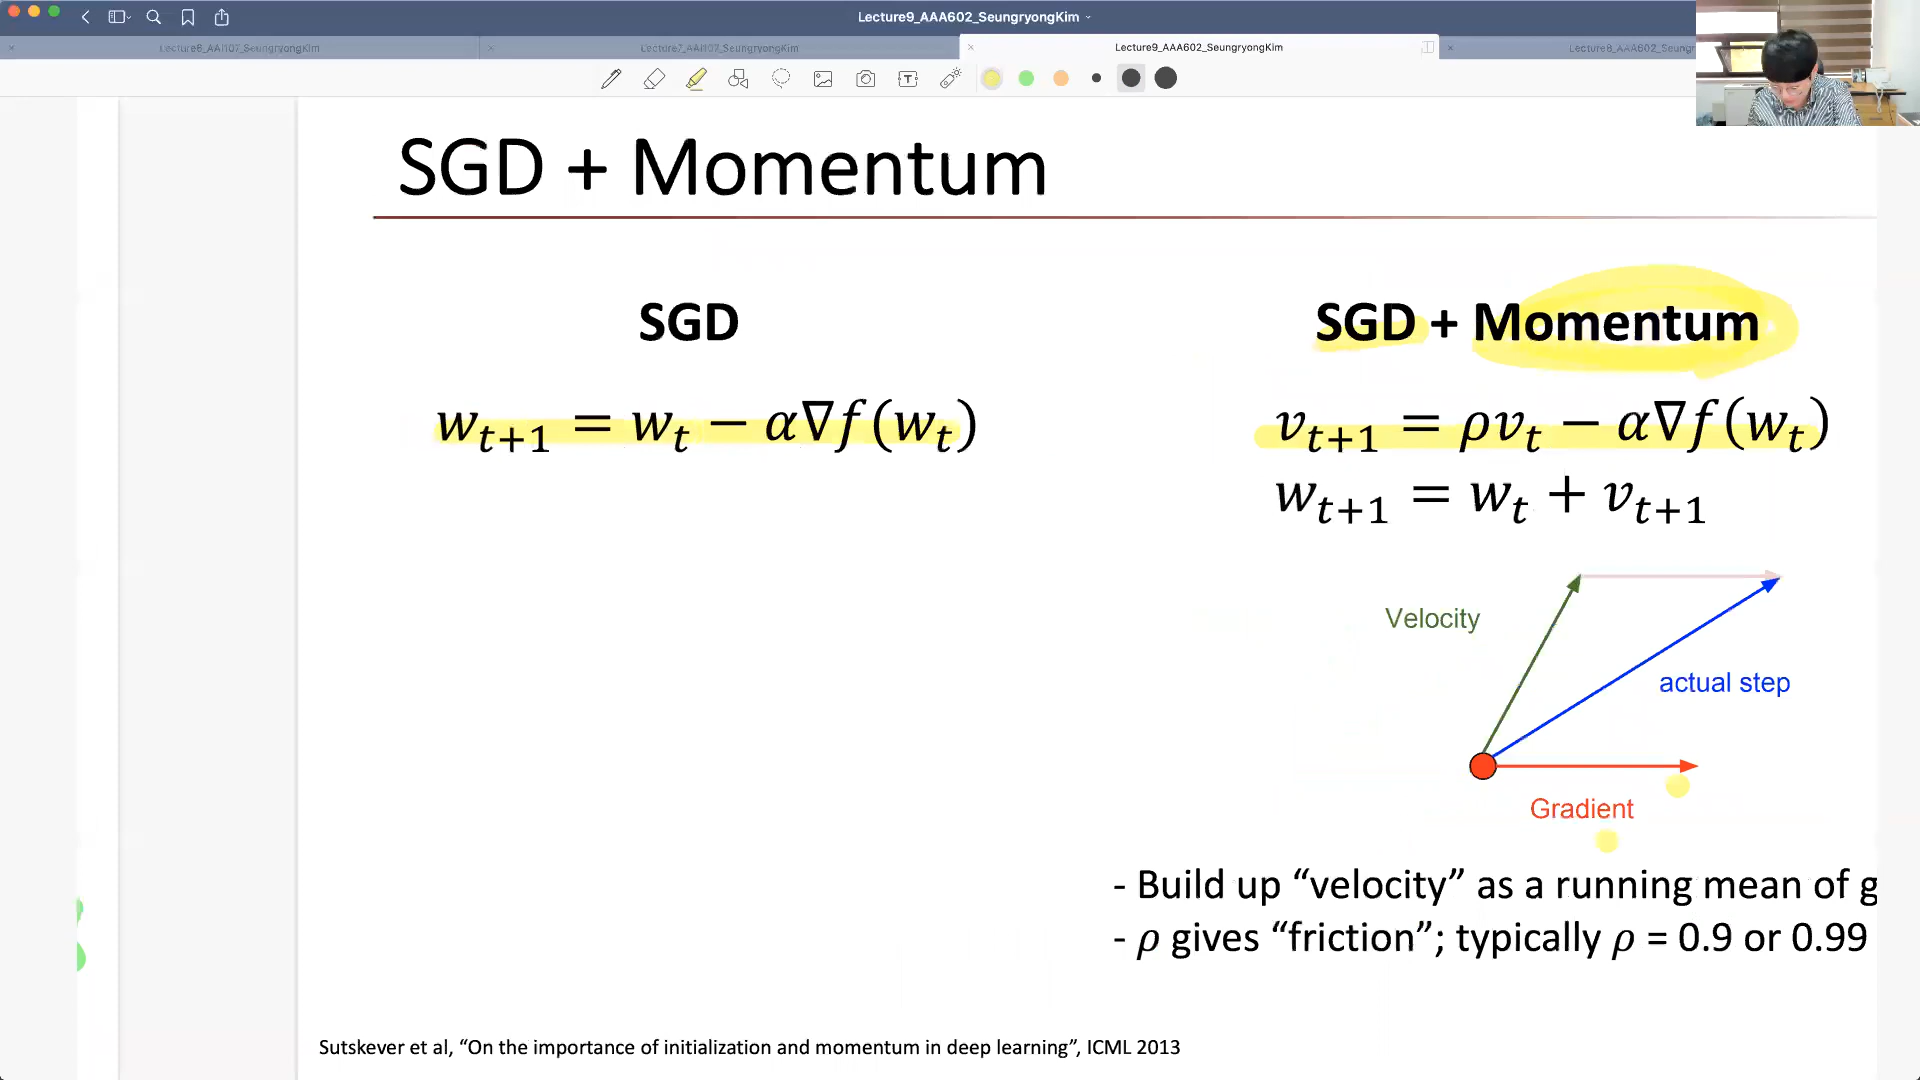 Lecture9_AAA602_SeungryongKim
Lecture8_AAI107_SeungryongKim
Lecture7_AAI107_SeungryongKim
Lecture9_AAA602_SeungryongKim
Lecture8_AAA602_Seungr
SGD + Momentum
SGD
w_{t+1} = w_t − α∇f(w_t)
SGD + Momentum
v_{t+1} = ρv_t − α∇f(w_t)
w_{t+1} = w_t + v_{t+1}
Velocity
actual step
Gradient
- Build up “velocity” as a running mean of g
- ρ gives “friction”; typically ρ = 0.9 or 0.99
Sutskever et al, “On the importance of initialization and momentum in deep learning”, ICML 2013